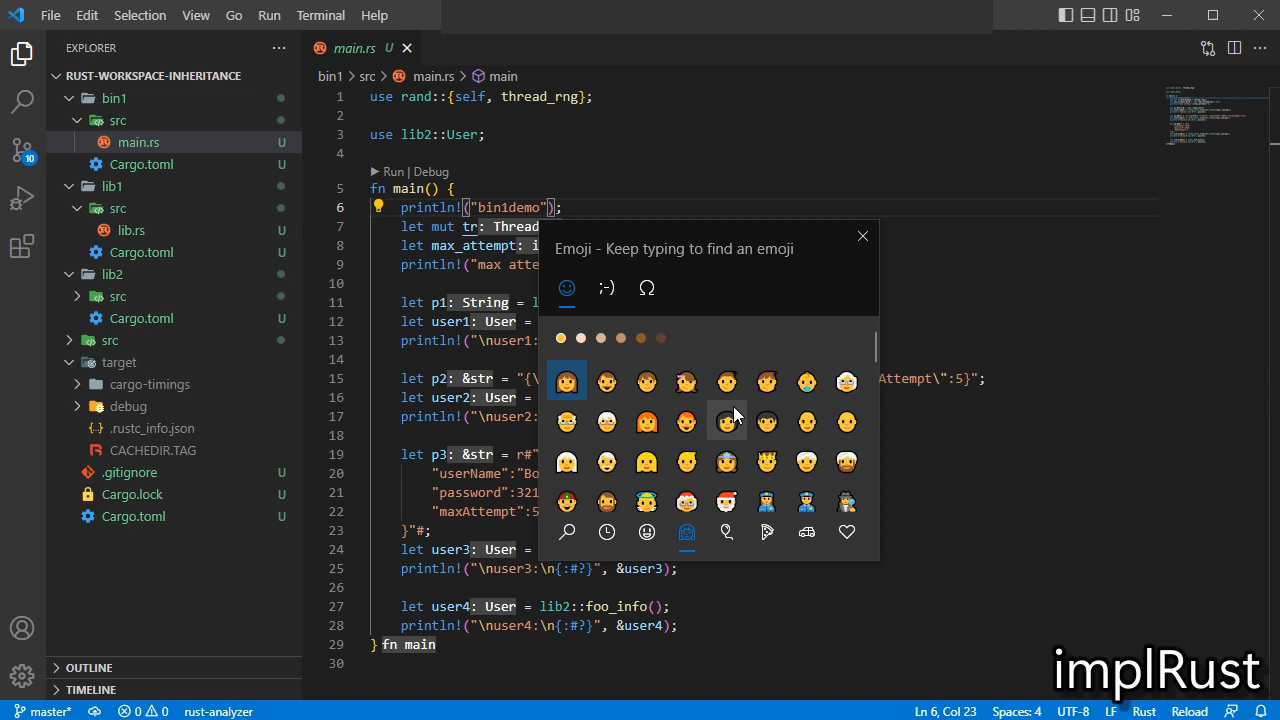 File Edit Selection View Go Run Terminal Help
EXPLORER
RUST-WORKSPACE-INHERITANCE
bin1
src
main.rs U
Cargo.toml U
lib1
src
lib.rs U
Cargo.toml U
lib2
src
Cargo.toml U
src
target
cargo-timings
debug
.rustc_info.json
CACHEDIR.TAG
.gitignore U
Cargo.lock U
Cargo.toml U
OUTLINE
TIMELINE
10
main.rs U
bin1 > src > main.rs > main
1 use rand::{self, thread_rng};
2
3 use lib2::User;
4
Run | Debug
5 fn main() {
6 println!("bin1demo");
7 let mut tr: Thread
8 let max_attempt: i
9 println!("max atte
10
11 let p1: String = l
12 let user1: User =
13 println!("\nuser1:
14
15 let p2: &str = "{\ Attempt\":5}";
16 let user2: User =
17 println!("\nuser2:
18
19 let p3: &str = r#"
20 "userName":"Bo
21 "password":321
22 "maxAttempt":5
23 }"#;
24 let user3: User =
25 println!("\nuser3:\n{:#?}", &user3);
26
27 let user4: User = lib2::foo_info();
28 println!("\nuser4:\n{:#?}", &user4);
29 } fn main
30
Emoji - Keep typing to find an emoji
;-) Ω
implRust
master* 0 0 rust-analyzer Ln 6, Col 23 Spaces: 4 UTF-8 LF Rust Reload